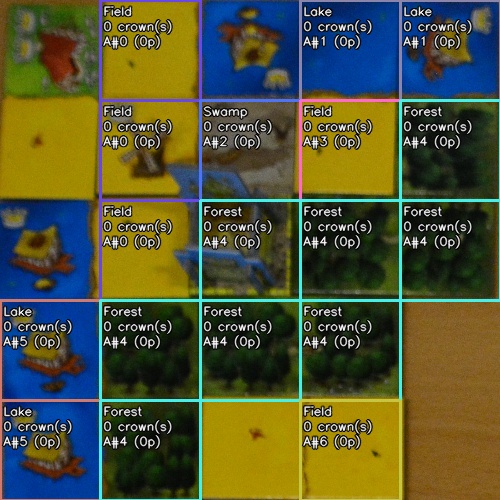 Field
0 crown(s)
A#0 (0p)
Lake
0 crown(s)
A#1 (0p)
Lake
0 crown(s)
A#1 (0p)
Field
0 crown(s)
A#0 (0p)
Swamp
0 crown(s)
A#2 (0p)
Field
0 crown(s)
A#3 (0p)
Forest
0 crown(s)
A#4 (0p)
Field
0 crown(s)
A#0 (0p)
Forest
0 crown(s)
A#4 (0p)
Forest
0 crown(s)
A#4 (0p)
Forest
0 crown(s)
A#4 (0p)
Lake
0 crown(s)
A#5 (0p)
Forest
0 crown(s)
A#4 (0p)
Forest
0 crown(s)
A#4 (0p)
Forest
0 crown(s)
A#4 (0p)
Lake
0 crown(s)
A#5 (0p)
Forest
0 crown(s)
A#4 (0p)
Field
0 crown(s)
A#6 (0p)